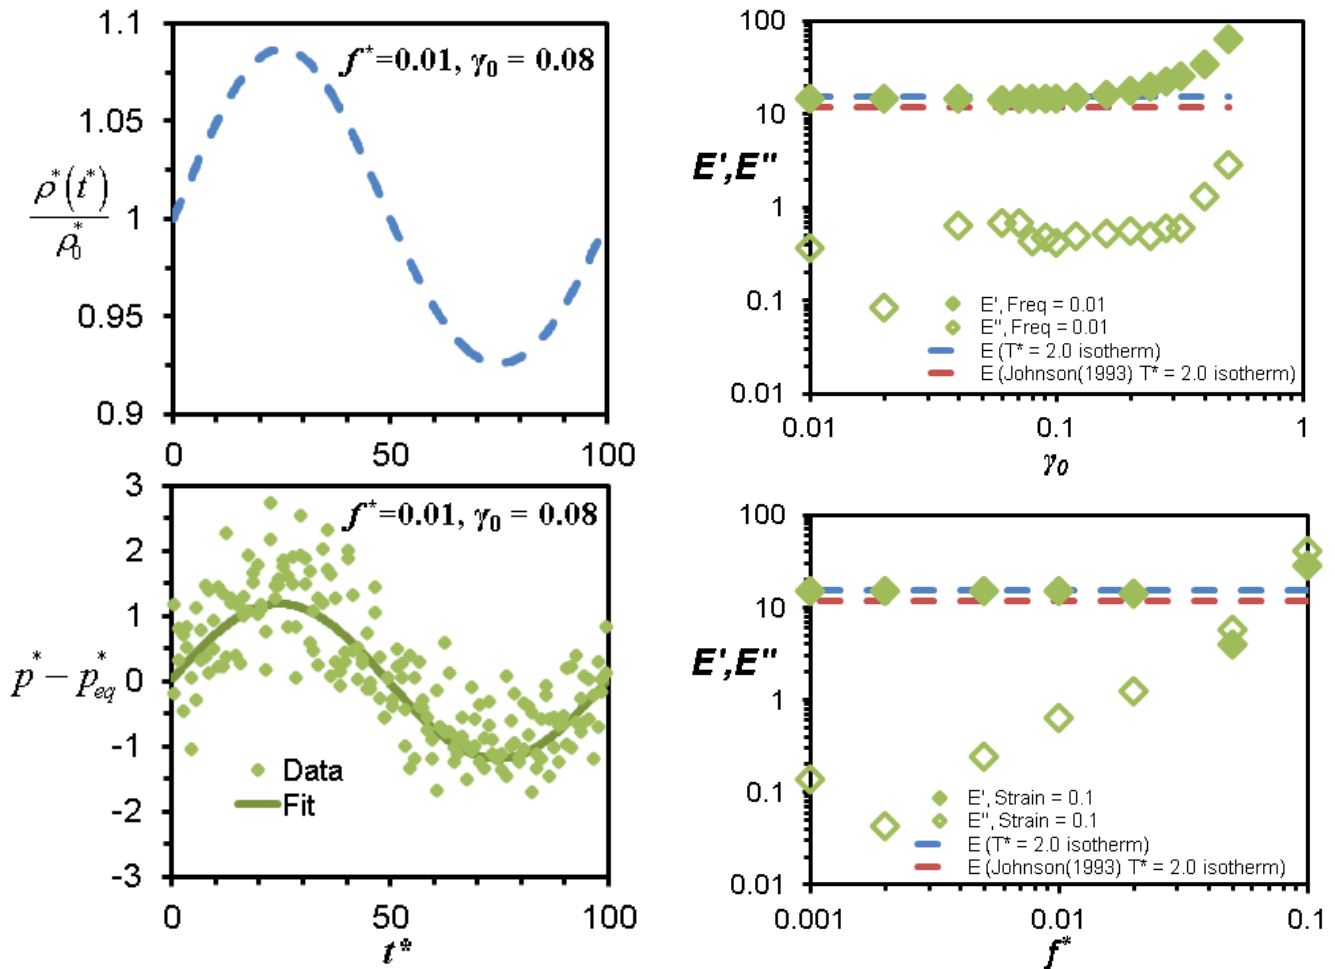 1.1
1.05
1
0.95
0.9
ρ*(t*)
ρ0*
f*=0.01, γ0 = 0.08
0
50
100
100
10
1
0.1
0.01
E',E"
E', Freq = 0.01
E", Freq = 0.01
E (T* = 2.0 isotherm)
E (Johnson(1993) T* = 2.0 isotherm)
0.01
0.1
1
γ0
3
2
1
0
-1
-2
-3
p* − p*eq
f*=0.01, γ0 = 0.08
Data
Fit
0
50
100
t*
100
10
1
0.1
0.01
E',E"
E', Strain = 0.1
E", Strain = 0.1
E (T* = 2.0 isotherm)
E (Johnson(1993) T* = 2.0 isotherm)
0.001
0.01
0.1
f*